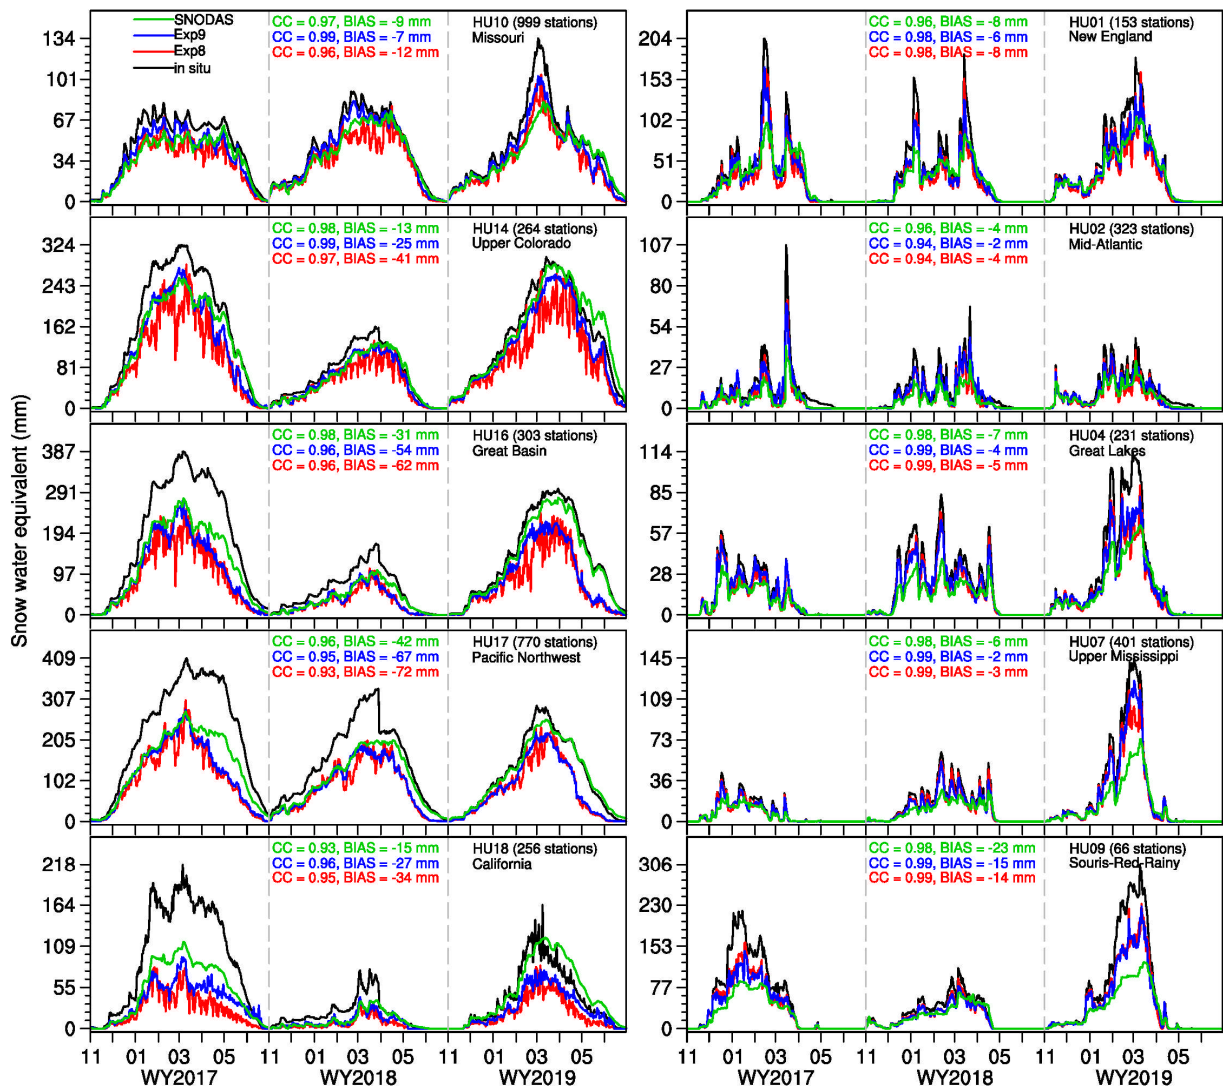 Snow water equivalent (mm)
SNODAS
Exp9
Exp8
in situ
CC = 0.97, BIAS = -9 mm
CC = 0.99, BIAS = -7 mm
CC = 0.96, BIAS = -12 mm
HU10 (999 stations)
Missouri
134
101
67
34
0
CC = 0.96, BIAS = -8 mm
CC = 0.98, BIAS = -6 mm
CC = 0.98, BIAS = -8 mm
HU01 (153 stations)
New England
204
153
102
51
0
CC = 0.98, BIAS = -13 mm
CC = 0.99, BIAS = -25 mm
CC = 0.97, BIAS = -41 mm
HU14 (264 stations)
Upper Colorado
324
243
162
81
0
CC = 0.96, BIAS = -4 mm
CC = 0.94, BIAS = -2 mm
CC = 0.94, BIAS = -4 mm
HU02 (323 stations)
Mid-Atlantic
107
80
54
27
0
CC = 0.98, BIAS = -31 mm
CC = 0.96, BIAS = -54 mm
CC = 0.96, BIAS = -62 mm
HU16 (303 stations)
Great Basin
387
291
194
97
0
CC = 0.98, BIAS = -7 mm
CC = 0.99, BIAS = -4 mm
CC = 0.99, BIAS = -5 mm
HU04 (231 stations)
Great Lakes
114
85
57
28
0
CC = 0.96, BIAS = -42 mm
CC = 0.95, BIAS = -67 mm
CC = 0.93, BIAS = -72 mm
HU17 (770 stations)
Pacific Northwest
409
307
205
102
0
CC = 0.98, BIAS = -6 mm
CC = 0.99, BIAS = -2 mm
CC = 0.99, BIAS = -3 mm
HU07 (401 stations)
Upper Mississippi
145
109
73
36
0
CC = 0.93, BIAS = -15 mm
CC = 0.96, BIAS = -27 mm
CC = 0.95, BIAS = -34 mm
HU18 (256 stations)
California
218
164
109
55
0
CC = 0.98, BIAS = -23 mm
CC = 0.99, BIAS = -15 mm
CC = 0.99, BIAS = -14 mm
HU09 (66 stations)
Souris-Red-Rainy
306
230
153
77
0
11 01 03 05 11 01 03 05 11 01 03 05
WY2017 WY2018 WY2019
11 01 03 05 11 01 03 05 11 01 03 05
WY2017 WY2018 WY2019